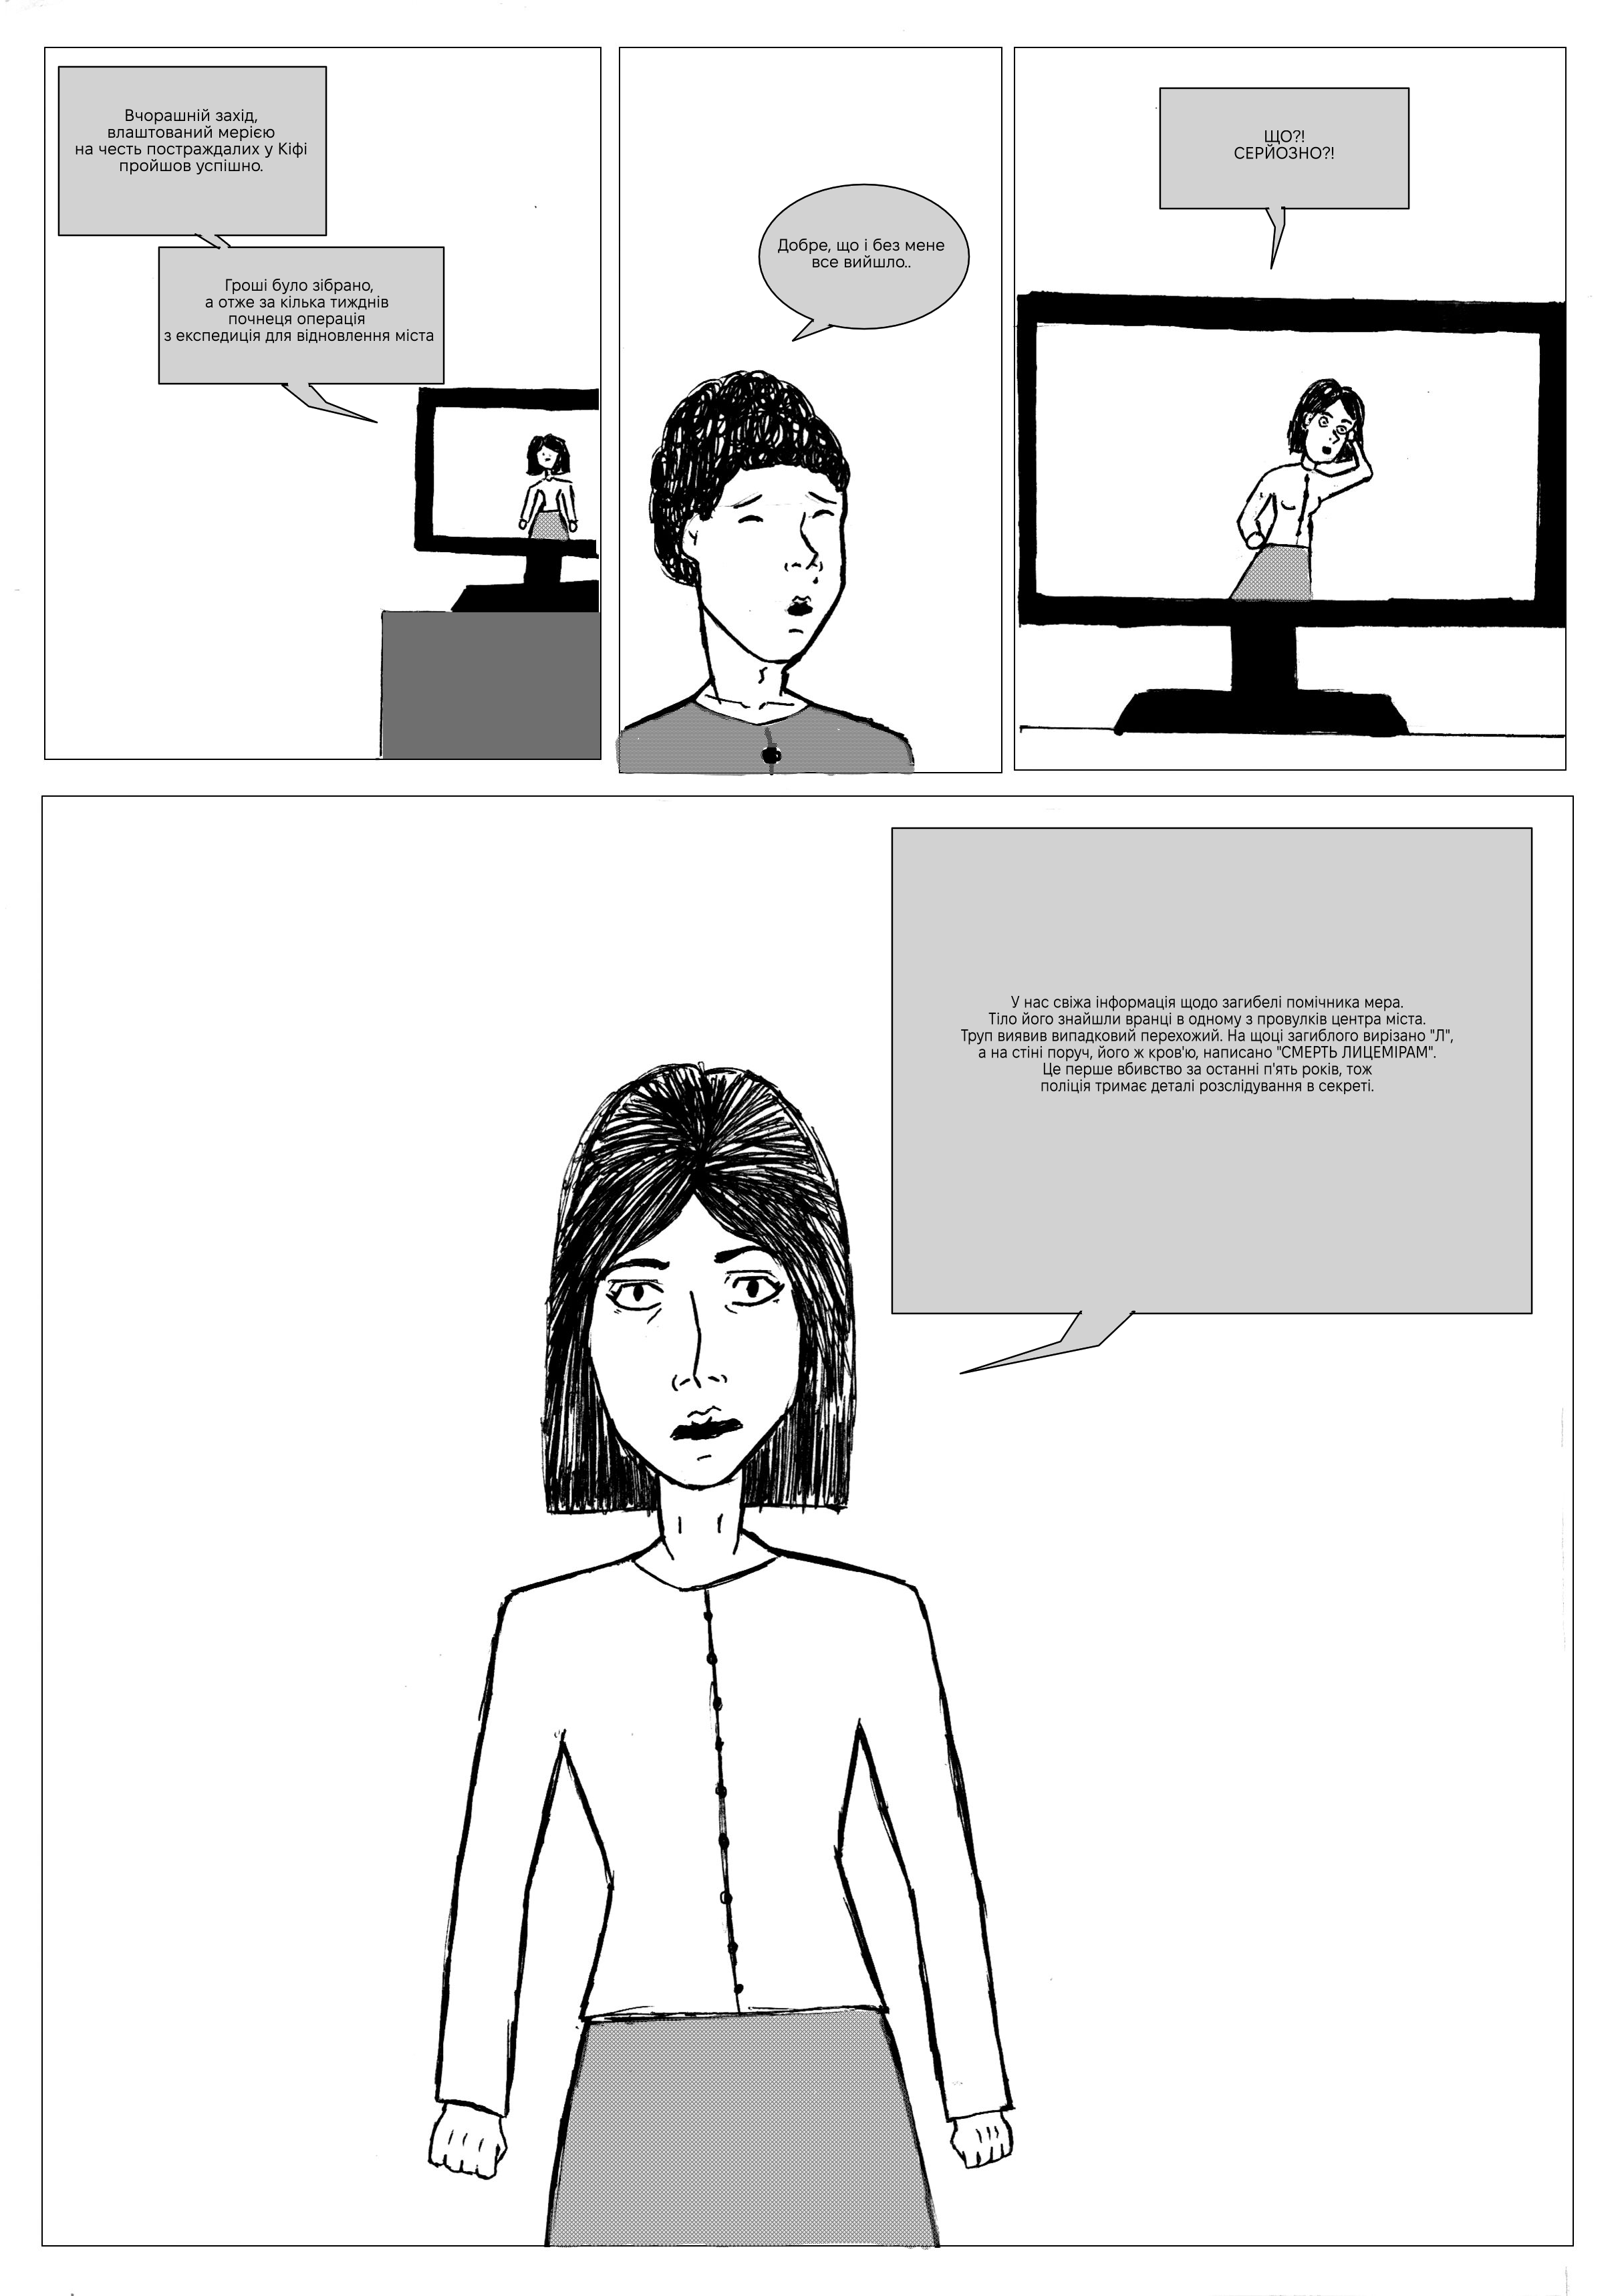 Вчорашній захід,
влаштований мерією
на честь постраждалих у Кіфі
пройшов успішно.
Гроші було зібрано,
а отже за кілька тижднів
почнеця операція
з експедиція для відновлення міста
Добре, що і без мене
все вийшло..
ЩО?!
СЕРЙОЗНО?!
У нас свіжа інформація щодо загибелі помічника мера.
Тіло його знайшли вранці в одному з провулків центра міста.
Труп виявив випадковий перехожий. На щоці загиблого вирізано "Л",
а на стіні поруч, його ж кров'ю, написано "СМЕРТЬ ЛИЦЕМІРАМ".
Це перше вбивство за останні п'ять років, тож
поліція тримає деталі розслідування в секреті.